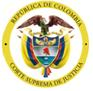 REPÚBLICA DE COLOMBIA
CORTE SUPREMA DE JUSTICIA